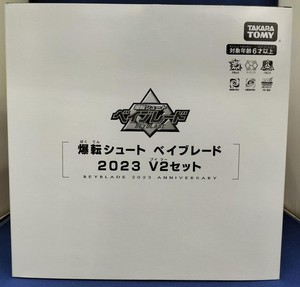 TAKARA
TOMY
対象年齢6才以上
ベイブレード
BEYBLADE
爆転シュート ベイブレード
2023 V2セット
BEYBLADE 2023 ANNIVERSARY